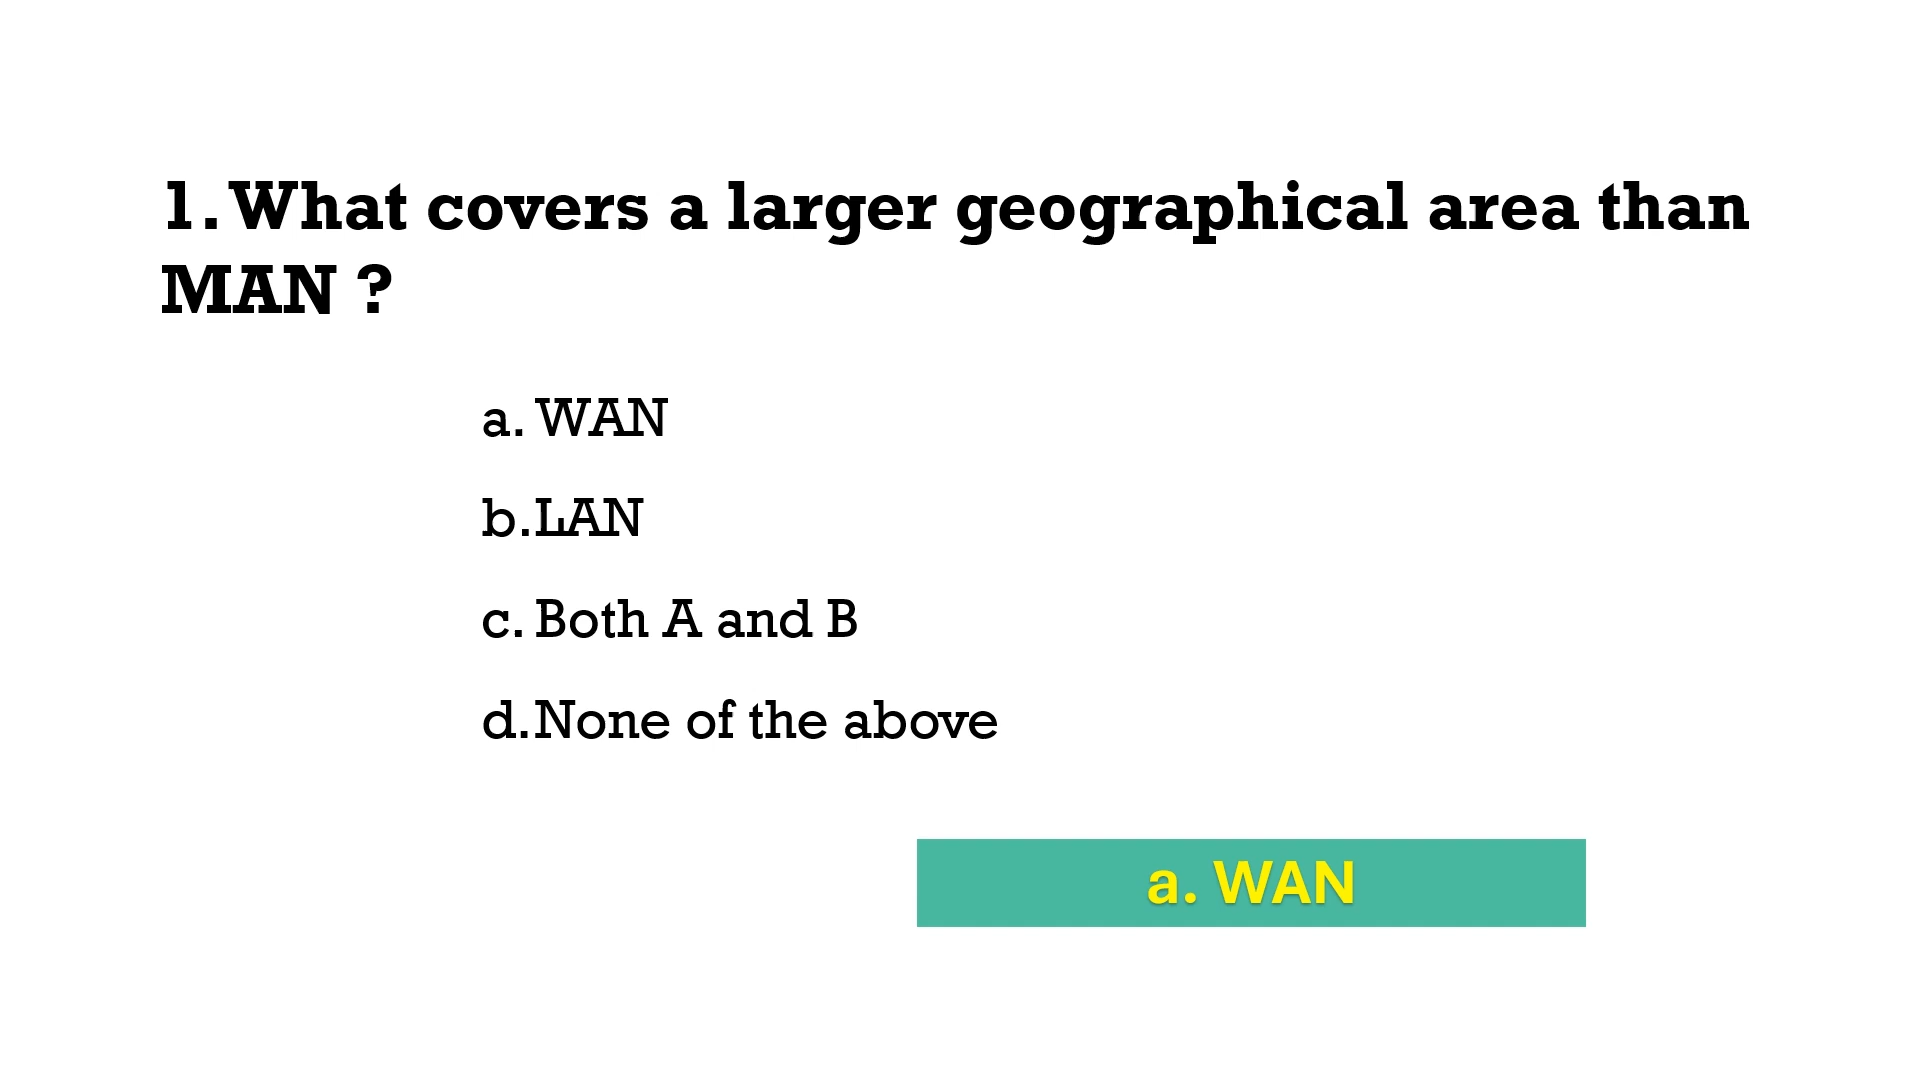 1. What covers a larger geographical area than
MAN ?
a. WAN
b. LAN
c. Both A and B
d. None of the above
a. WAN